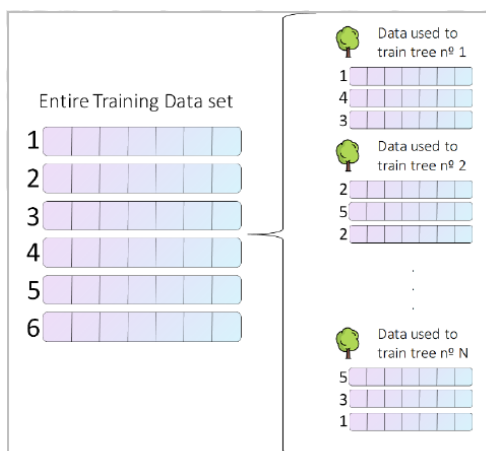 Entire Training Data set
1
2
3
4
5
6
Data used to
train tree nº 1
1
4
3
Data used to
train tree nº 2
2
5
2
.
.
.
Data used to
train tree nº N
5
3
1